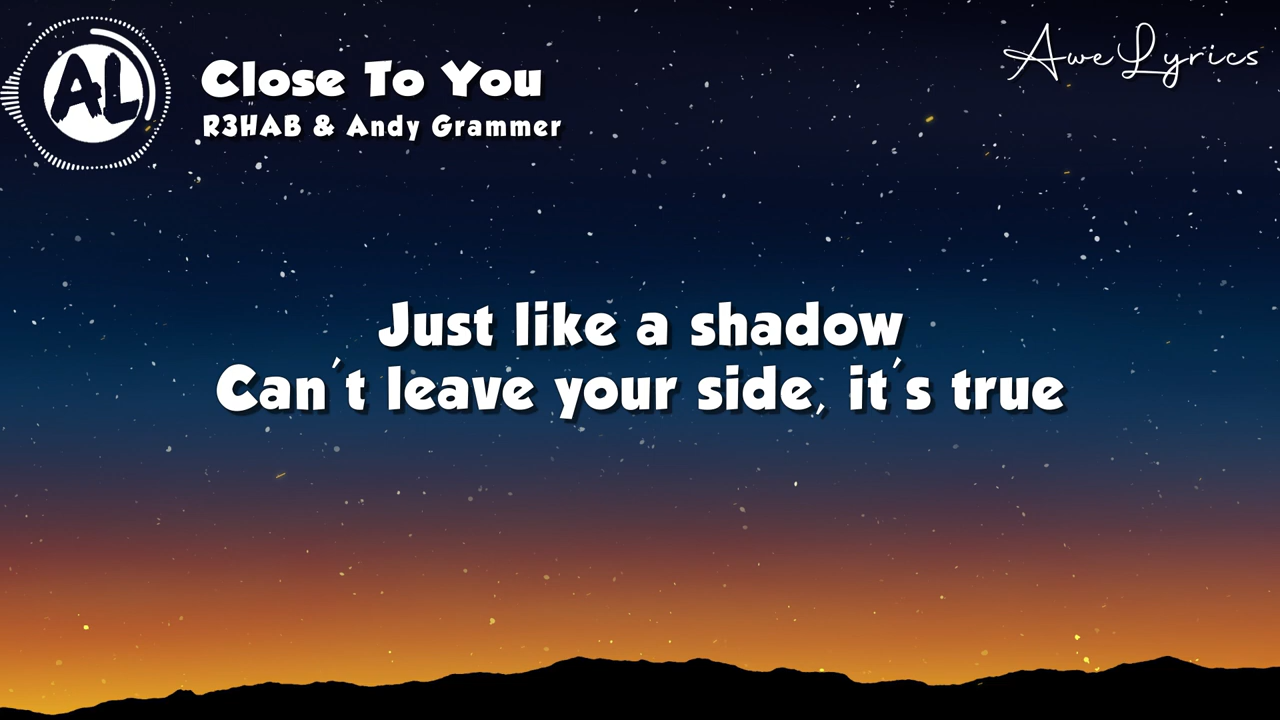 AL
Close To You
R3HAB & Andy Grammer
AweLyrics
Just like a shadow
Can't leave your side, it's true